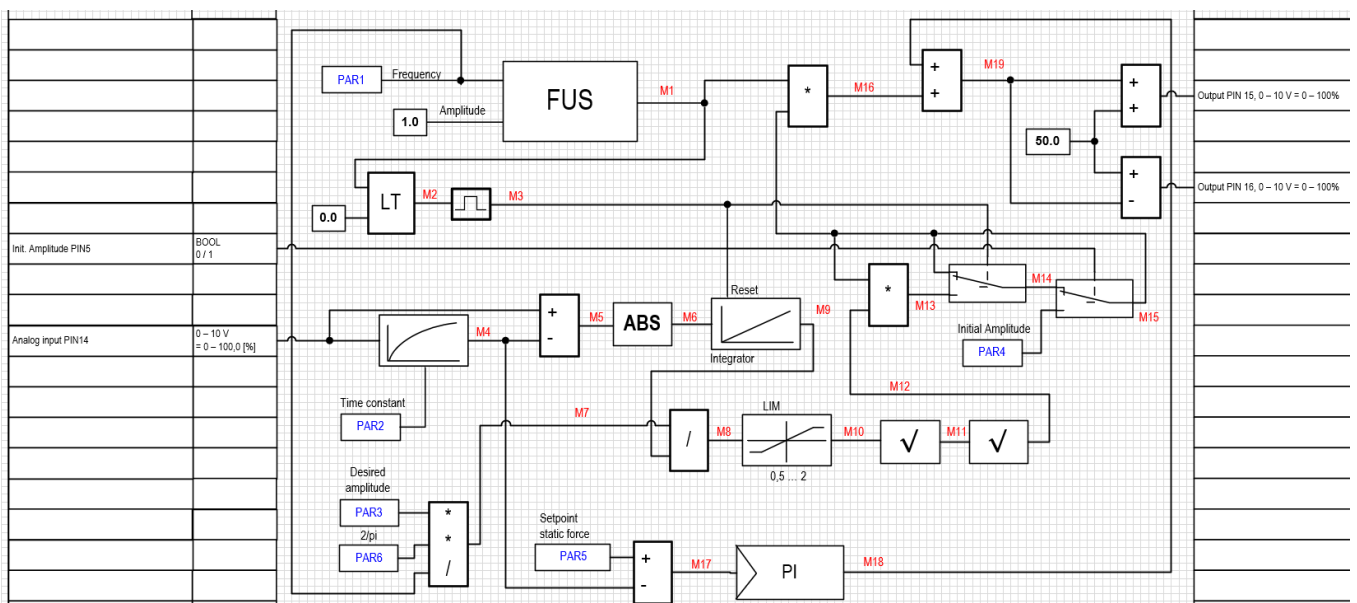 PAR1
Frequency
FUS
M1
1.0
Amplitude
*
M16
+
+
M19
+
+
Output PIN 15, 0 – 10 V = 0 – 100%
50.0
+
-
Output PIN 16, 0 – 10 V = 0 – 100%
LT
M2
M3
0.0
Init. Amplitude PIN5
BOOL
0 / 1
*
M13
M14
M15
Reset
M9
Integrator
+
-
M5
ABS
M6
Analog input PIN14
0 – 10 V
= 0 – 100,0 [%]
M4
Initial Amplitude
PAR4
M12
Time constant
PAR2
M7
/
M8
LIM
0,5 ... 2
M10
√
M11
√
Desired
amplitude
PAR3
2/pi
PAR6
*
*
/
Setpoint
static force
PAR5
+
-
M17
PI
M18